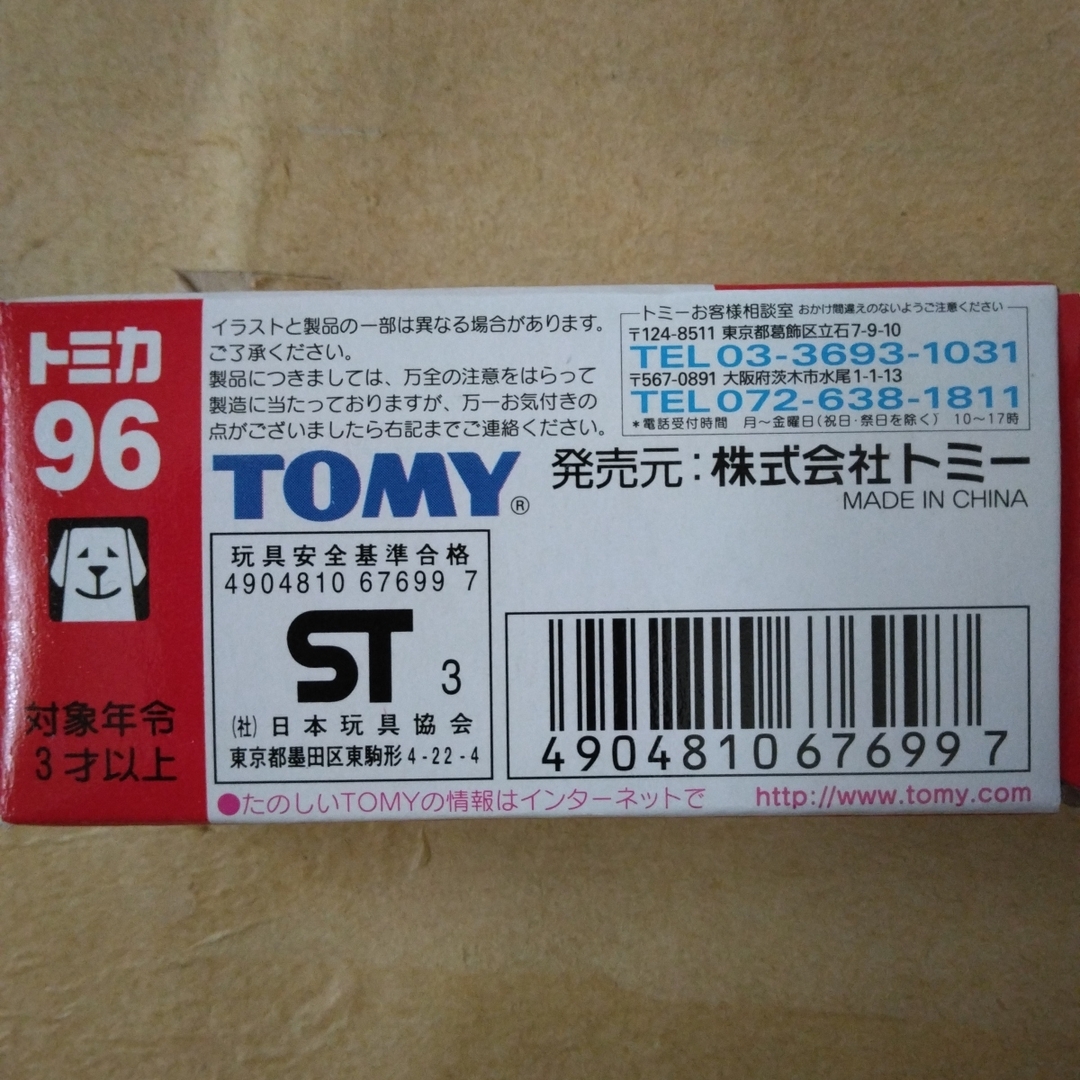 トミカ
96
対象年令
3才以上
イラストと製品の一部は異なる場合があります。
ご了承ください。
製品につきましては、万全の注意をはらって
製造に当たっておりますが、万一お気付きの
点がございましたら右記までご連絡ください。
トミーお客様相談室 おかけ間違えのないようご注意ください
〒124-8511 東京都葛飾区立石7-9-10
TEL03-3693-1031
〒567-0891 大阪府茨木市水尾1-1-13
TEL072-638-1811
*電話受付時間 月〜金曜日(祝日・祭日を除く) 10〜17時
TOMY®
発売元:株式会社トミー
MADE IN CHINA
玩具安全基準合格
4904810 67699 7
ST 3
(社)日本玩具協会
東京都墨田区東駒形4-22-4
4904810676997
●たのしいTOMYの情報はインターネットで http://www.tomy.com